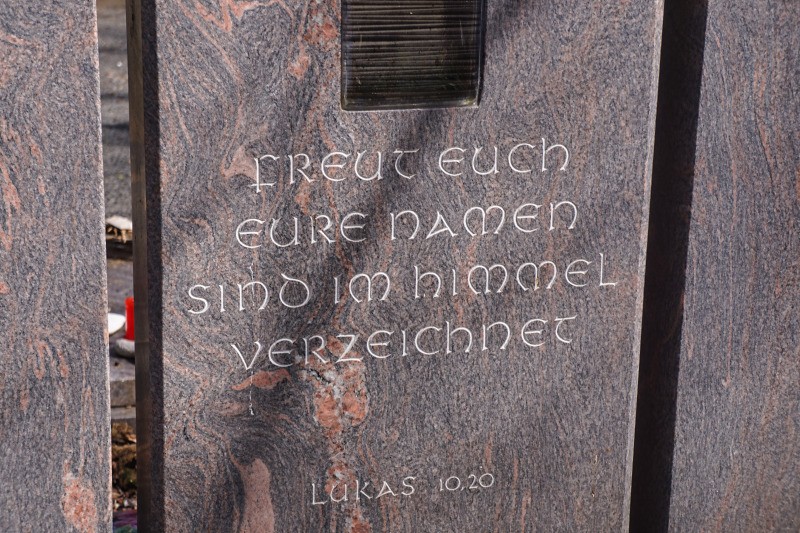 FREUT EUCH
EURE NAMEN
SIND IM HIMMEL
VERZEICHNET
LUKAS 10,20